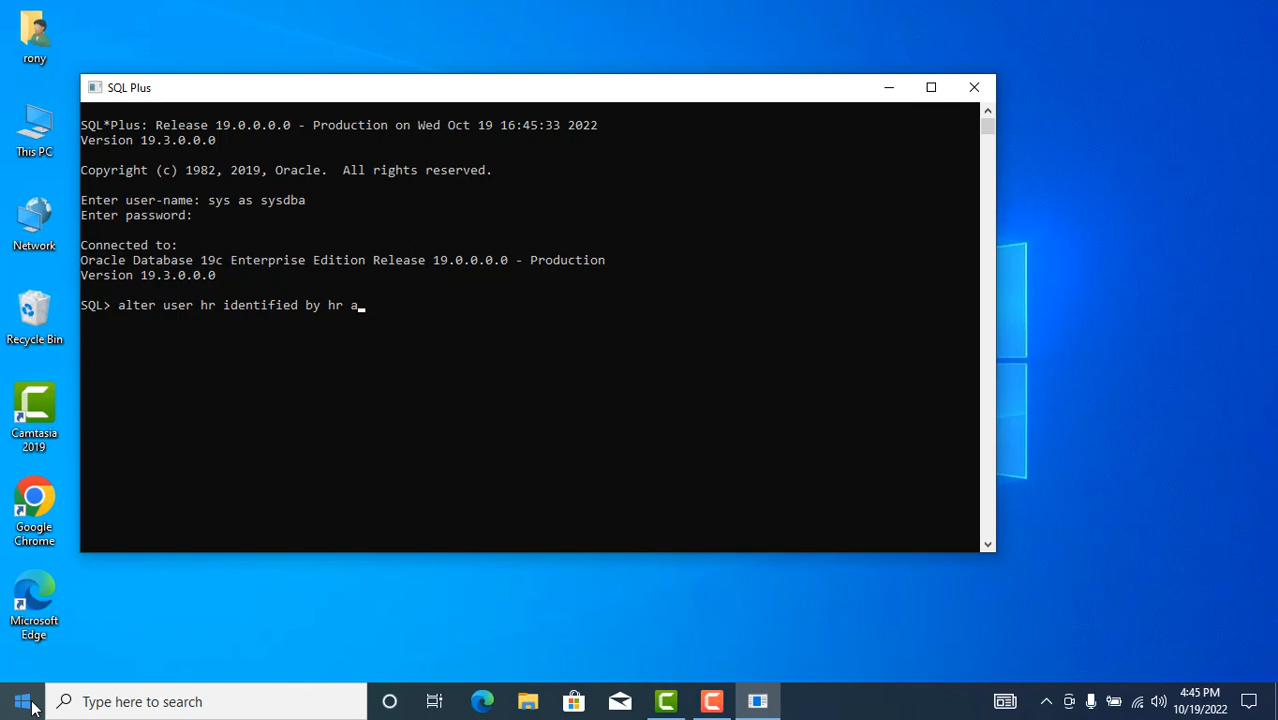 rony
This PC
Network
Recycle Bin
Camtasia
2019
Google
Chrome
Microsoft
Edge
SQL Plus
SQL*Plus: Release 19.0.0.0.0 - Production on Wed Oct 19 16:45:33 2022
Version 19.3.0.0.0
Copyright (c) 1982, 2019, Oracle.  All rights reserved.
Enter user-name: sys as sysdba
Enter password:
Connected to:
Oracle Database 19c Enterprise Edition Release 19.0.0.0.0 - Production
Version 19.3.0.0.0
SQL> alter user hr identified by hr a_
Type here to search
4:45 PM
10/19/2022